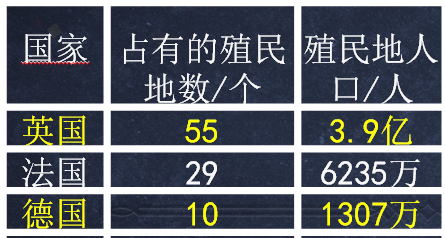 国家 占有的殖民地数/个 殖民地人口/人
英国 55 3.9亿
法国 29 6235万
德国 10 1307万